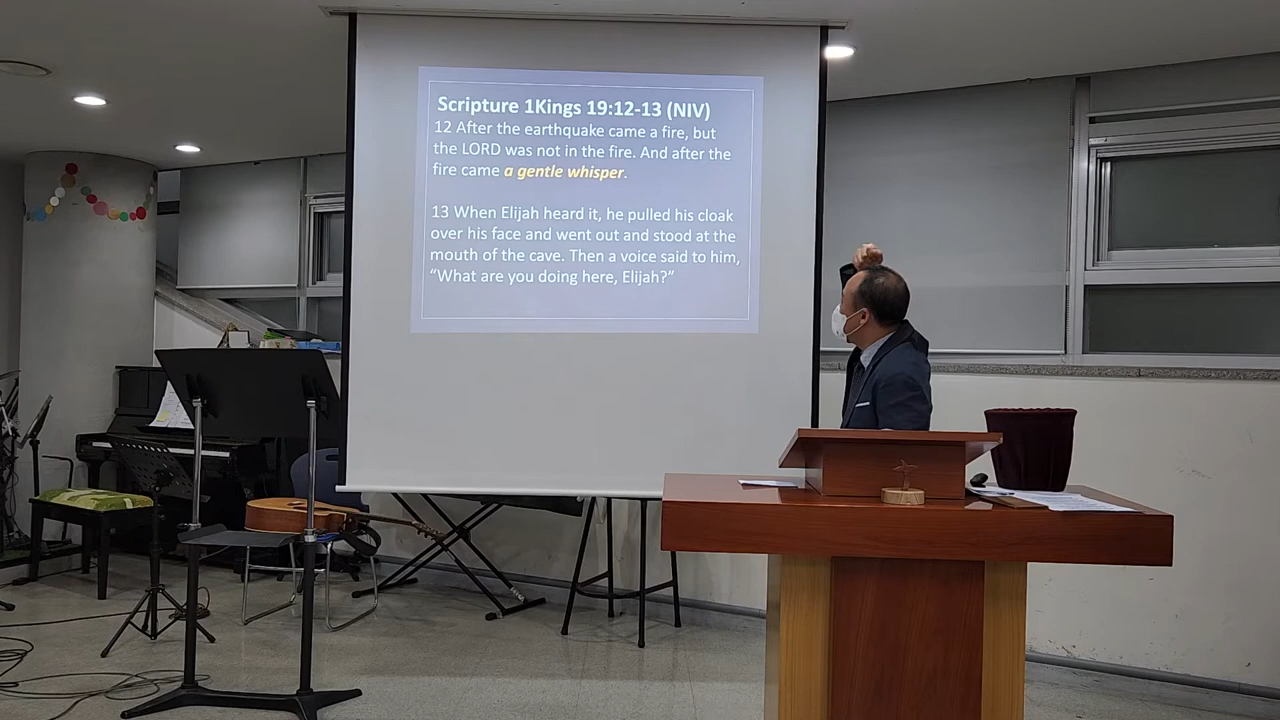 Scripture 1Kings 19:12-13 (NIV)
12 After the earthquake came a fire, but
the LORD was not in the fire. And after the
fire came a gentle whisper.
13 When Elijah heard it, he pulled his cloak
over his face and went out and stood at the
mouth of the cave. Then a voice said to him,
“What are you doing here, Elijah?”